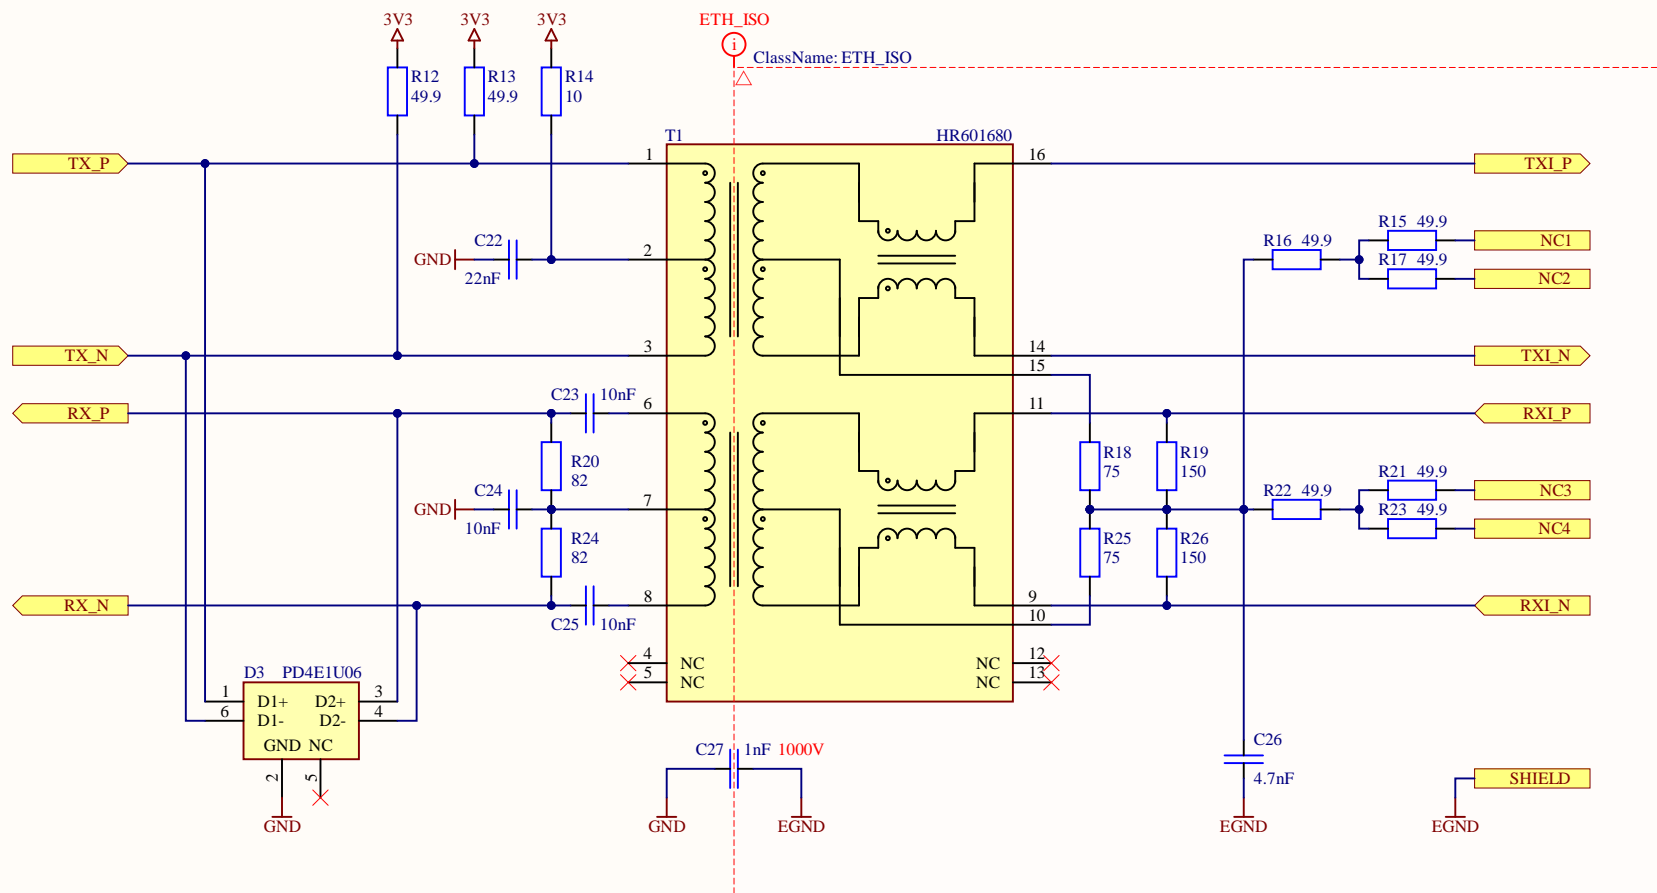 3V3 3V3 3V3 ETH_ISO
i
ClassName: ETH_ISO
R12 R13 R14
49.9 49.9 10
T1 HR601680
TX_P 1 16 TXI_P
R15 49.9
C22 R16 49.9 NC1
GND 2 R17 49.9
22nF NC2
TX_N 3 14 TXI_N
15
C23 10nF
RX_P 6 11 RXI_P
R20 R18 R19
82 75 150
R21 49.9
C24 R22 49.9 NC3
GND 7 R23 49.9
10nF NC4
R24 R25 R26
82 75 150
RX_N 8 9 RXI_N
C25 10nF 10
4 NC NC 12
5 NC NC 13
D3 PD4E1U06
1 D1+ D2+ 3
6 D1- D2- 4
GND NC
C27 1nF 1000V C26
2 5 4.7nF SHIELD
GND GND EGND EGND EGND